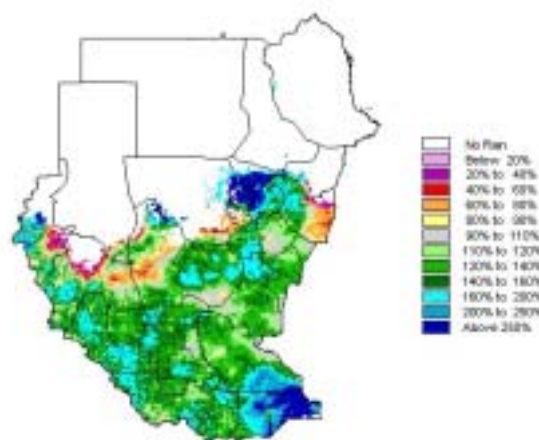 No Rain
Below 20%
20% to 40%
40% to 60%
60% to 80%
80% to 90%
90% to 110%
110% to 120%
120% to 140%
140% to 160%
160% to 200%
200% to 250%
Above 250%